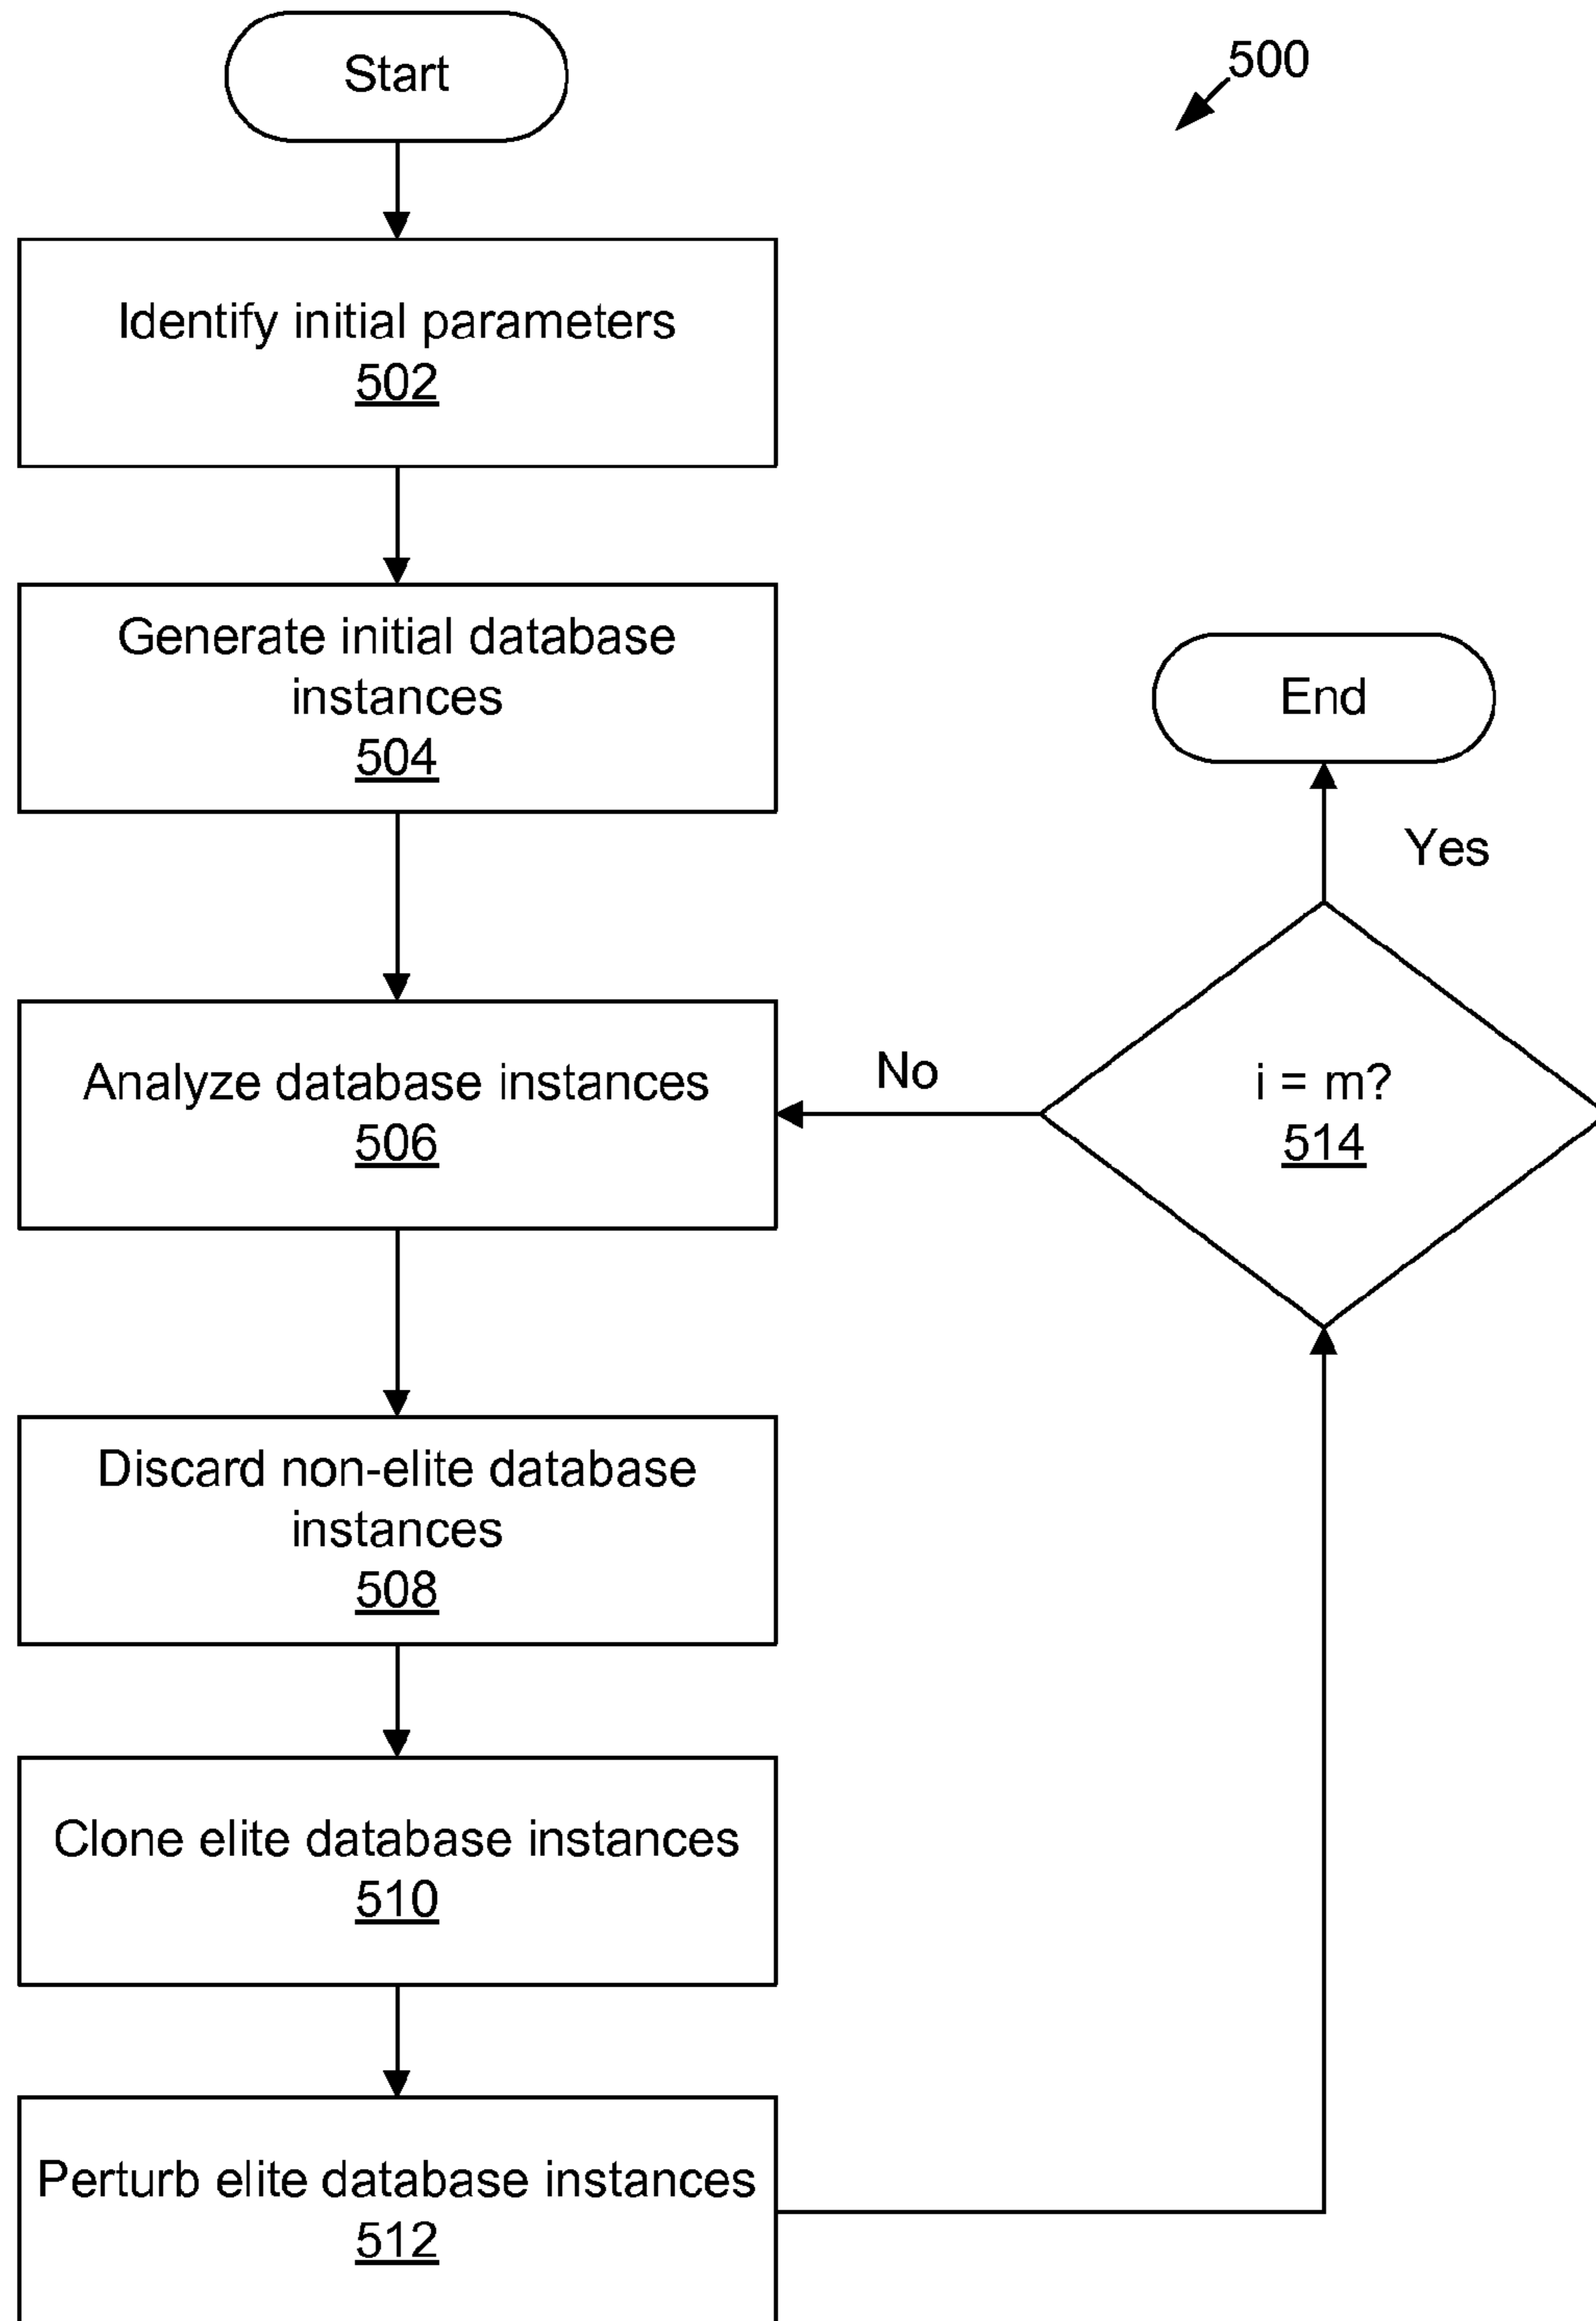 Start
500
Identify initial parameters
502
Generate initial database
instances
504
End
Yes
Analyze database instances
506
No
i = m?
514
Discard non-elite database
instances
508
Clone elite database instances
510
Perturb elite database instances
512